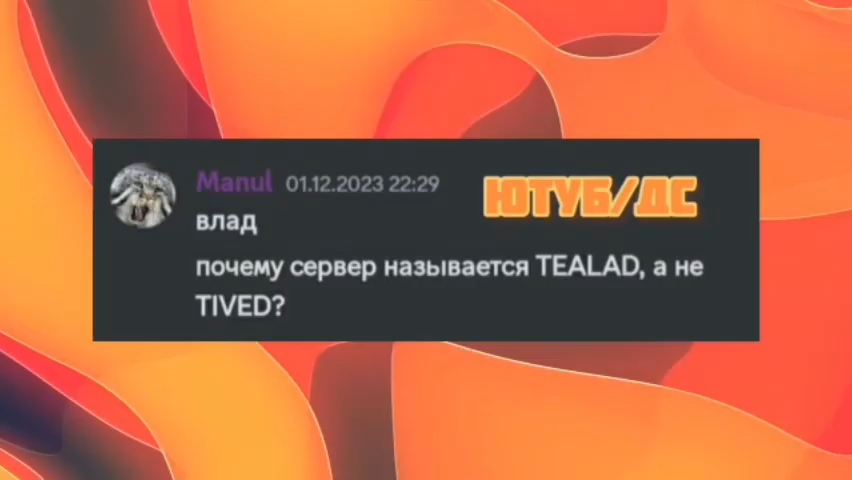 Manul 01.12.2023 22:29
ЮТУБ/ДС
влад
почему сервер называется TEALAD, а не
TIVED?